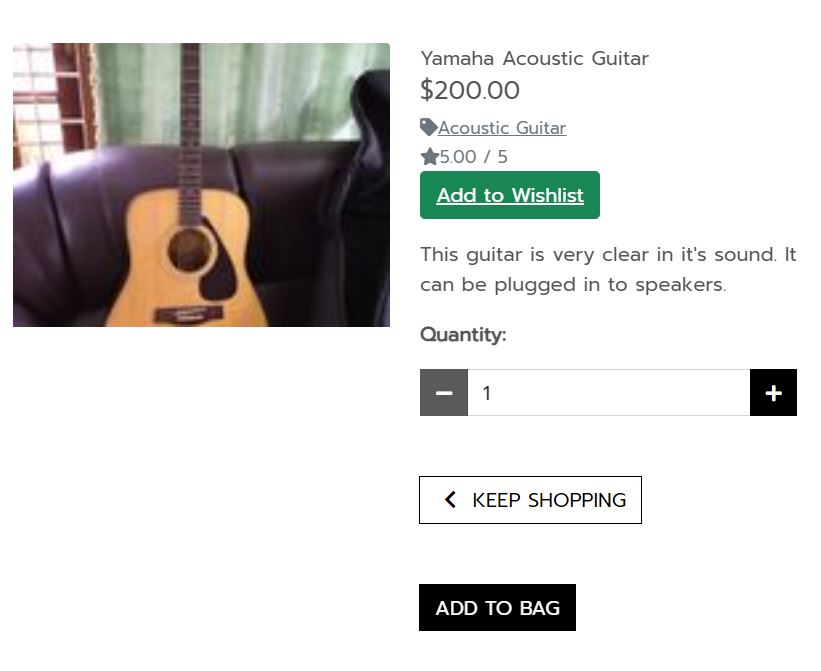 Yamaha Acoustic Guitar
$200.00
Acoustic Guitar
5.00 / 5
Add to Wishlist
This guitar is very clear in it's sound. It
can be plugged in to speakers.
Quantity:
1
KEEP SHOPPING
ADD TO BAG